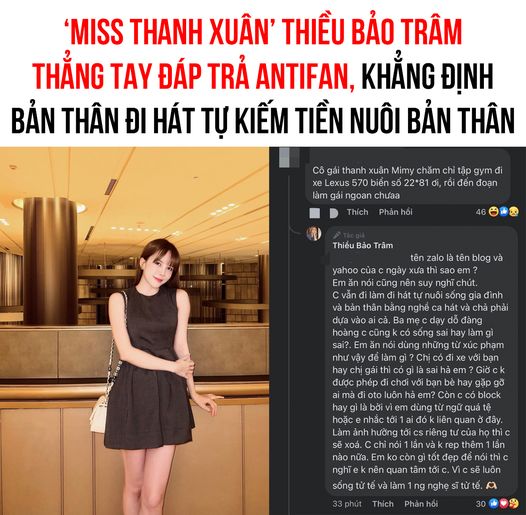 ‘MISS THANH XUÂN’ THIỀU BẢO TRÂM
THẲNG TAY ĐÁP TRẢ ANTIFAN, KHẲNG ĐỊNH
BẢN THÂN ĐI HÁT TỰ KIẾM TIỀN NUÔI BẢN THÂN
Cô gái thanh xuân Mimy chăm chỉ tập gym đi
xe Lexus 570 biển số 22*81 ơi, rồi đến đoạn
làm gái ngoan chưaa
Thích Phản hồi 46
Tác giả
Thiều Bảo Trâm
tên zalo là tên blog và
yahoo của c ngày xưa thì sao em ?
Em ăn nói cũng nên suy nghĩ chút.
C vẫn đi làm đi hát tự nuôi sống gia đình
và bản thân bằng nghề ca hát và chả phải
dựa vào ai cả. Ba mẹ c dạy dỗ đàng
hoàng c cũng k có sống sai hay làm gì
sai?. Em ăn nói dùng những từ xúc phạm
như vậy để làm gì ? Chị có đi xe với bạn
hay chị gái thì có gì là sai hả em ? Giờ c k
được phép đi chơi với bạn bè hay gặp gỡ
ai mà đi oto luôn hả em? Còn c có block
hay gì là bởi vì em dùng từ ngữ quá tệ
hoặc e nhắc tới 1 ai đó k liên quan ở đây.
Làm ảnh hưởng tới cs riêng tư của họ thì c
sẽ xoá. C chỉ nói 1 lần và k rep thêm 1 lần
nào nữa. Em ko còn gì tốt đẹp để nói thì c
nghĩ e k nên quan tâm tới c. Vì c sẽ luôn
sống tử tế và làm 1 ng nghệ sĩ tử tế. 🫶🏻
33 phút Thích Phản hồi 30